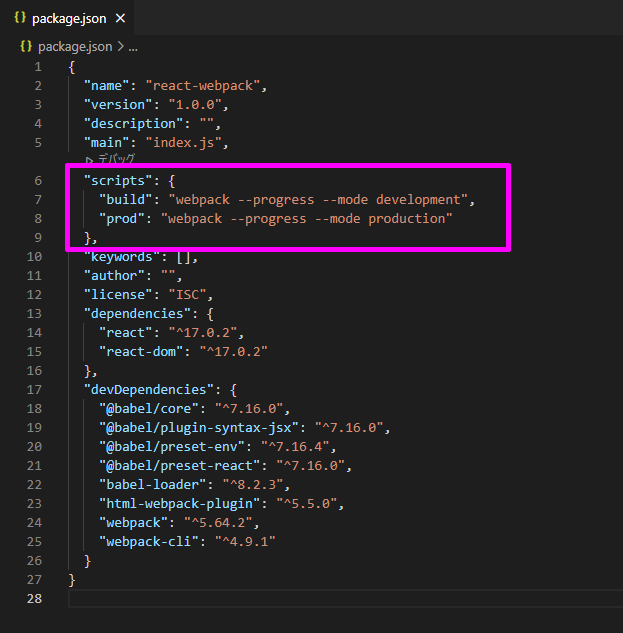 {} package.json ×
{} package.json > ...
1 {
2 "name": "react-webpack",
3 "version": "1.0.0",
4 "description": "",
5 "main": "index.js",
▷ デバッグ
6 "scripts": {
7 "build": "webpack --progress --mode development",
8 "prod": "webpack --progress --mode production"
9 },
10 "keywords": [],
11 "author": "",
12 "license": "ISC",
13 "dependencies": {
14 "react": "^17.0.2",
15 "react-dom": "^17.0.2"
16 },
17 "devDependencies": {
18 "@babel/core": "^7.16.0",
19 "@babel/plugin-syntax-jsx": "^7.16.0",
20 "@babel/preset-env": "^7.16.4",
21 "@babel/preset-react": "^7.16.0",
22 "babel-loader": "^8.2.3",
23 "html-webpack-plugin": "^5.5.0",
24 "webpack": "^5.64.2",
25 "webpack-cli": "^4.9.1"
26 }
27 }
28